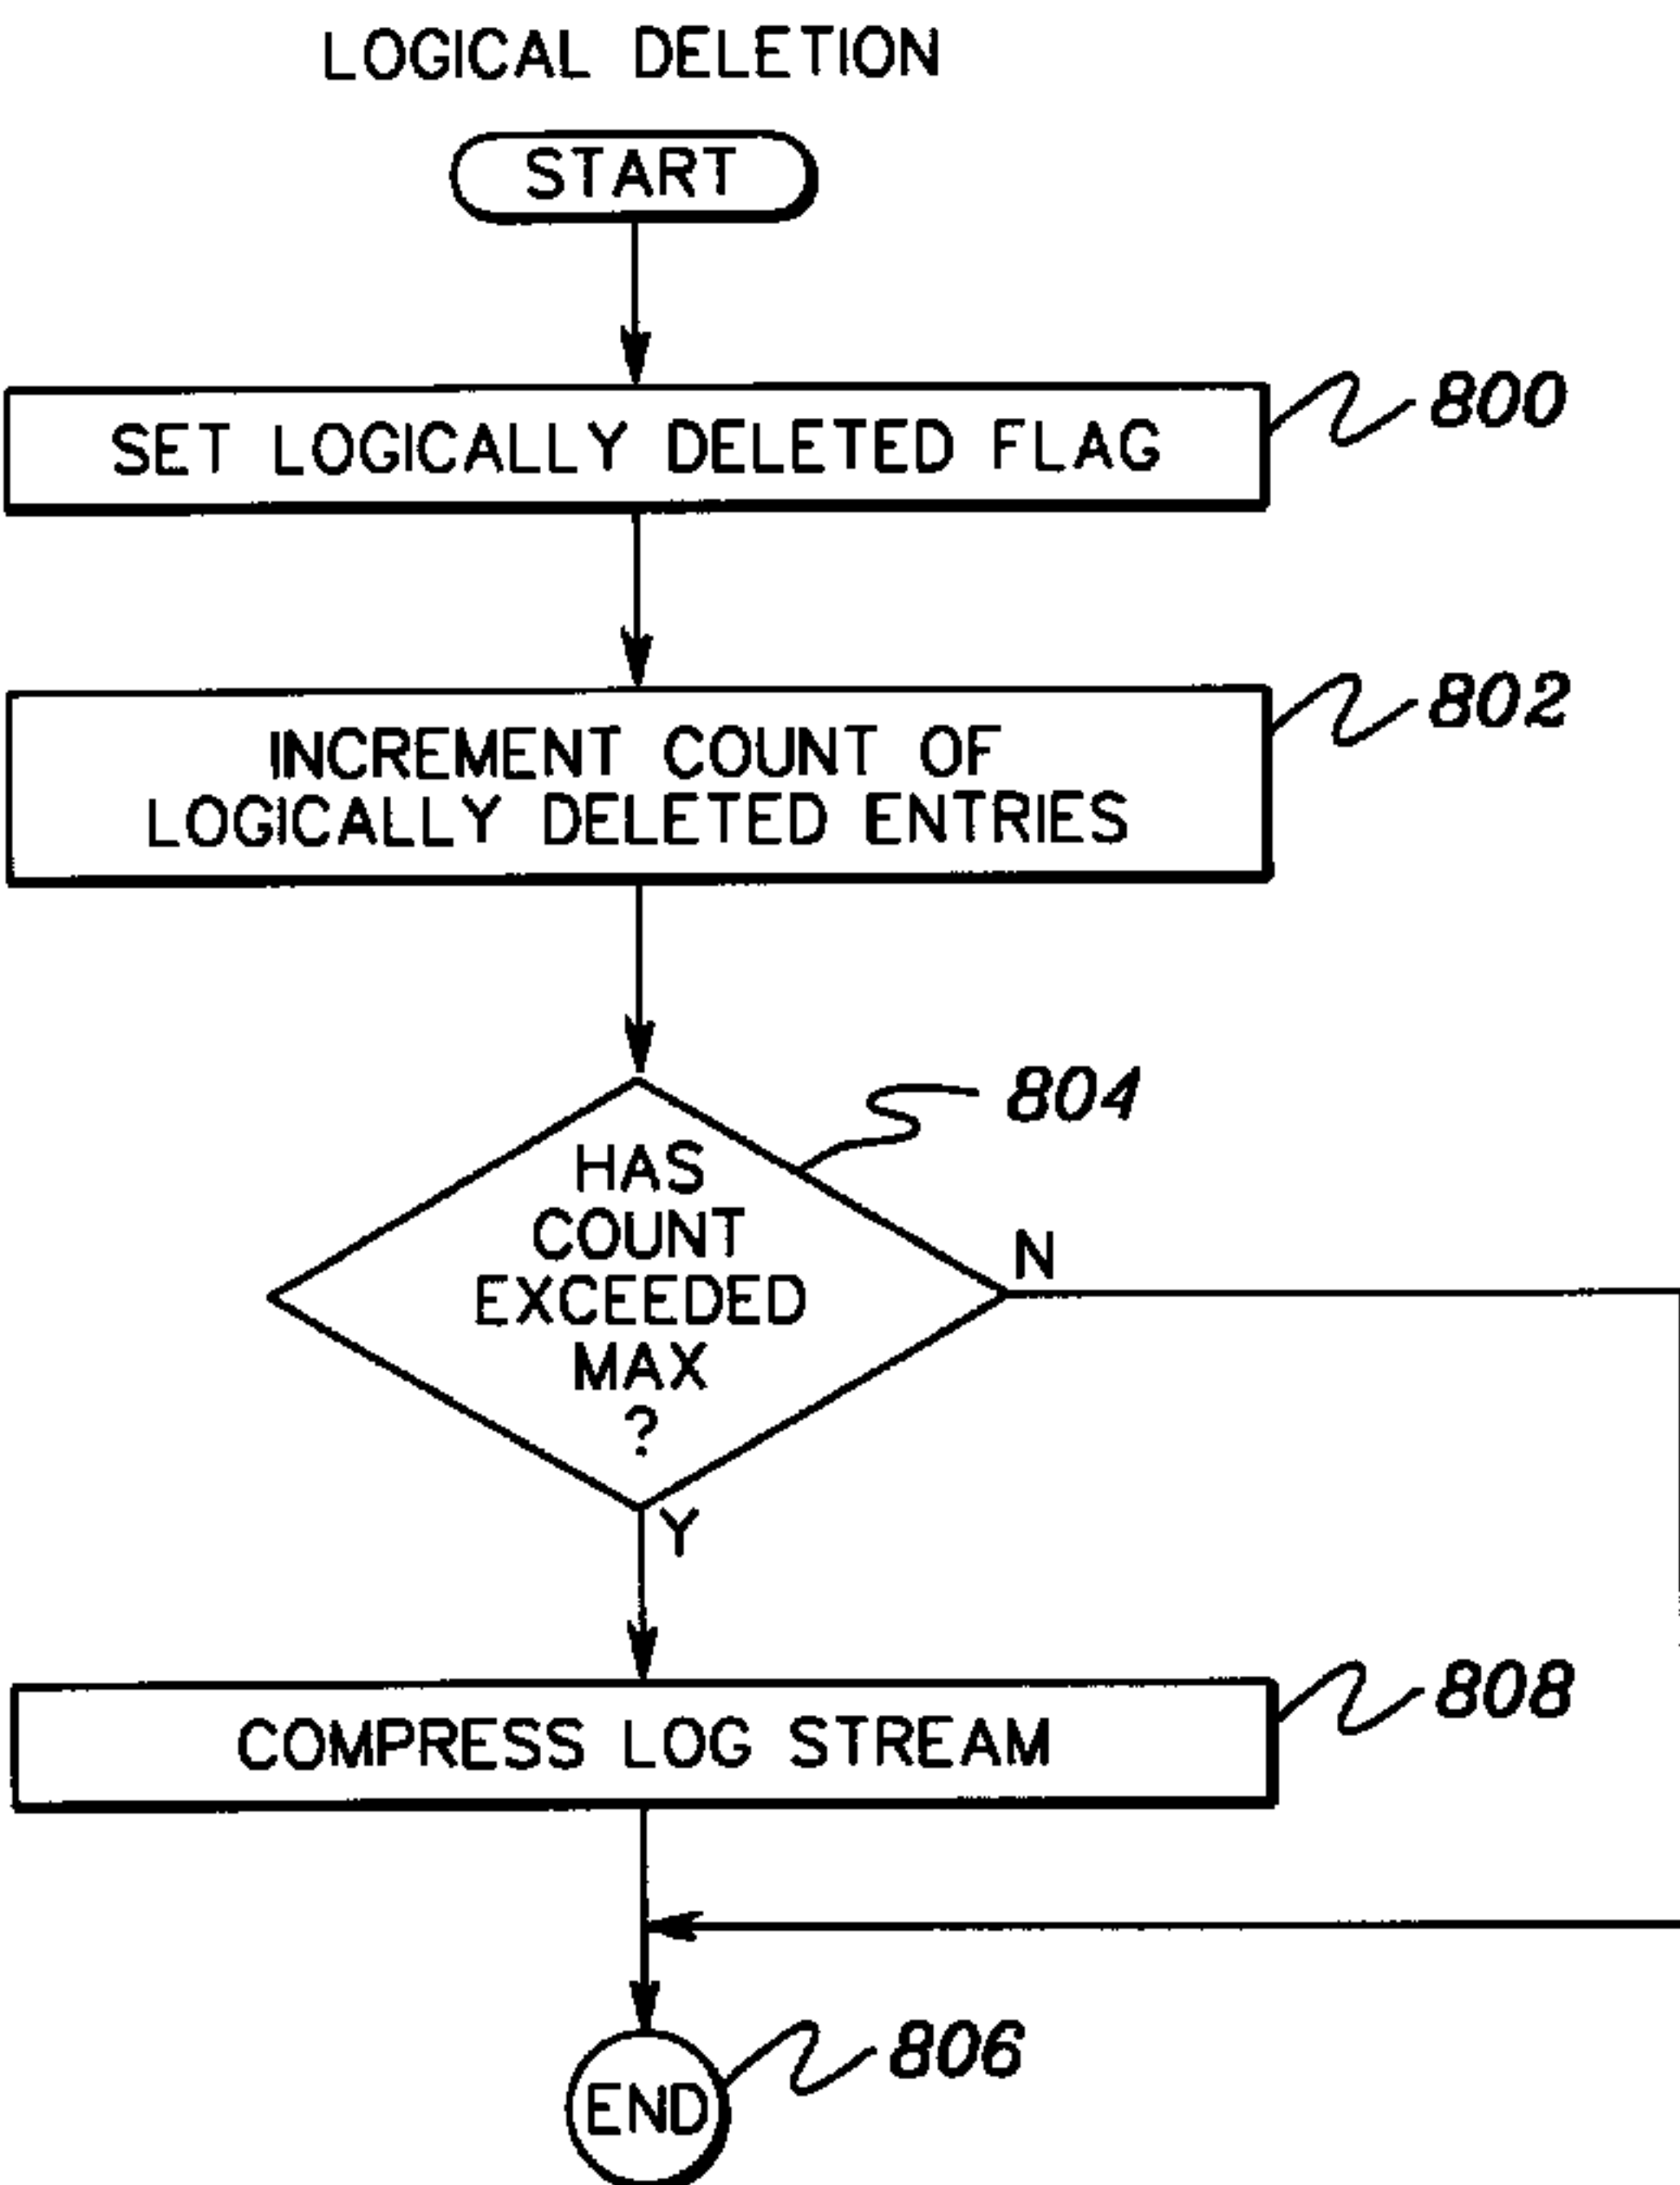 LOGICAL DELETION
START
SET LOGICALLY DELETED FLAG
800
INCREMENT COUNT OF
LOGICALLY DELETED ENTRIES
802
804
HAS
COUNT
EXCEEDED
MAX
?
N
Y
COMPRESS LOG STREAM
808
END
806